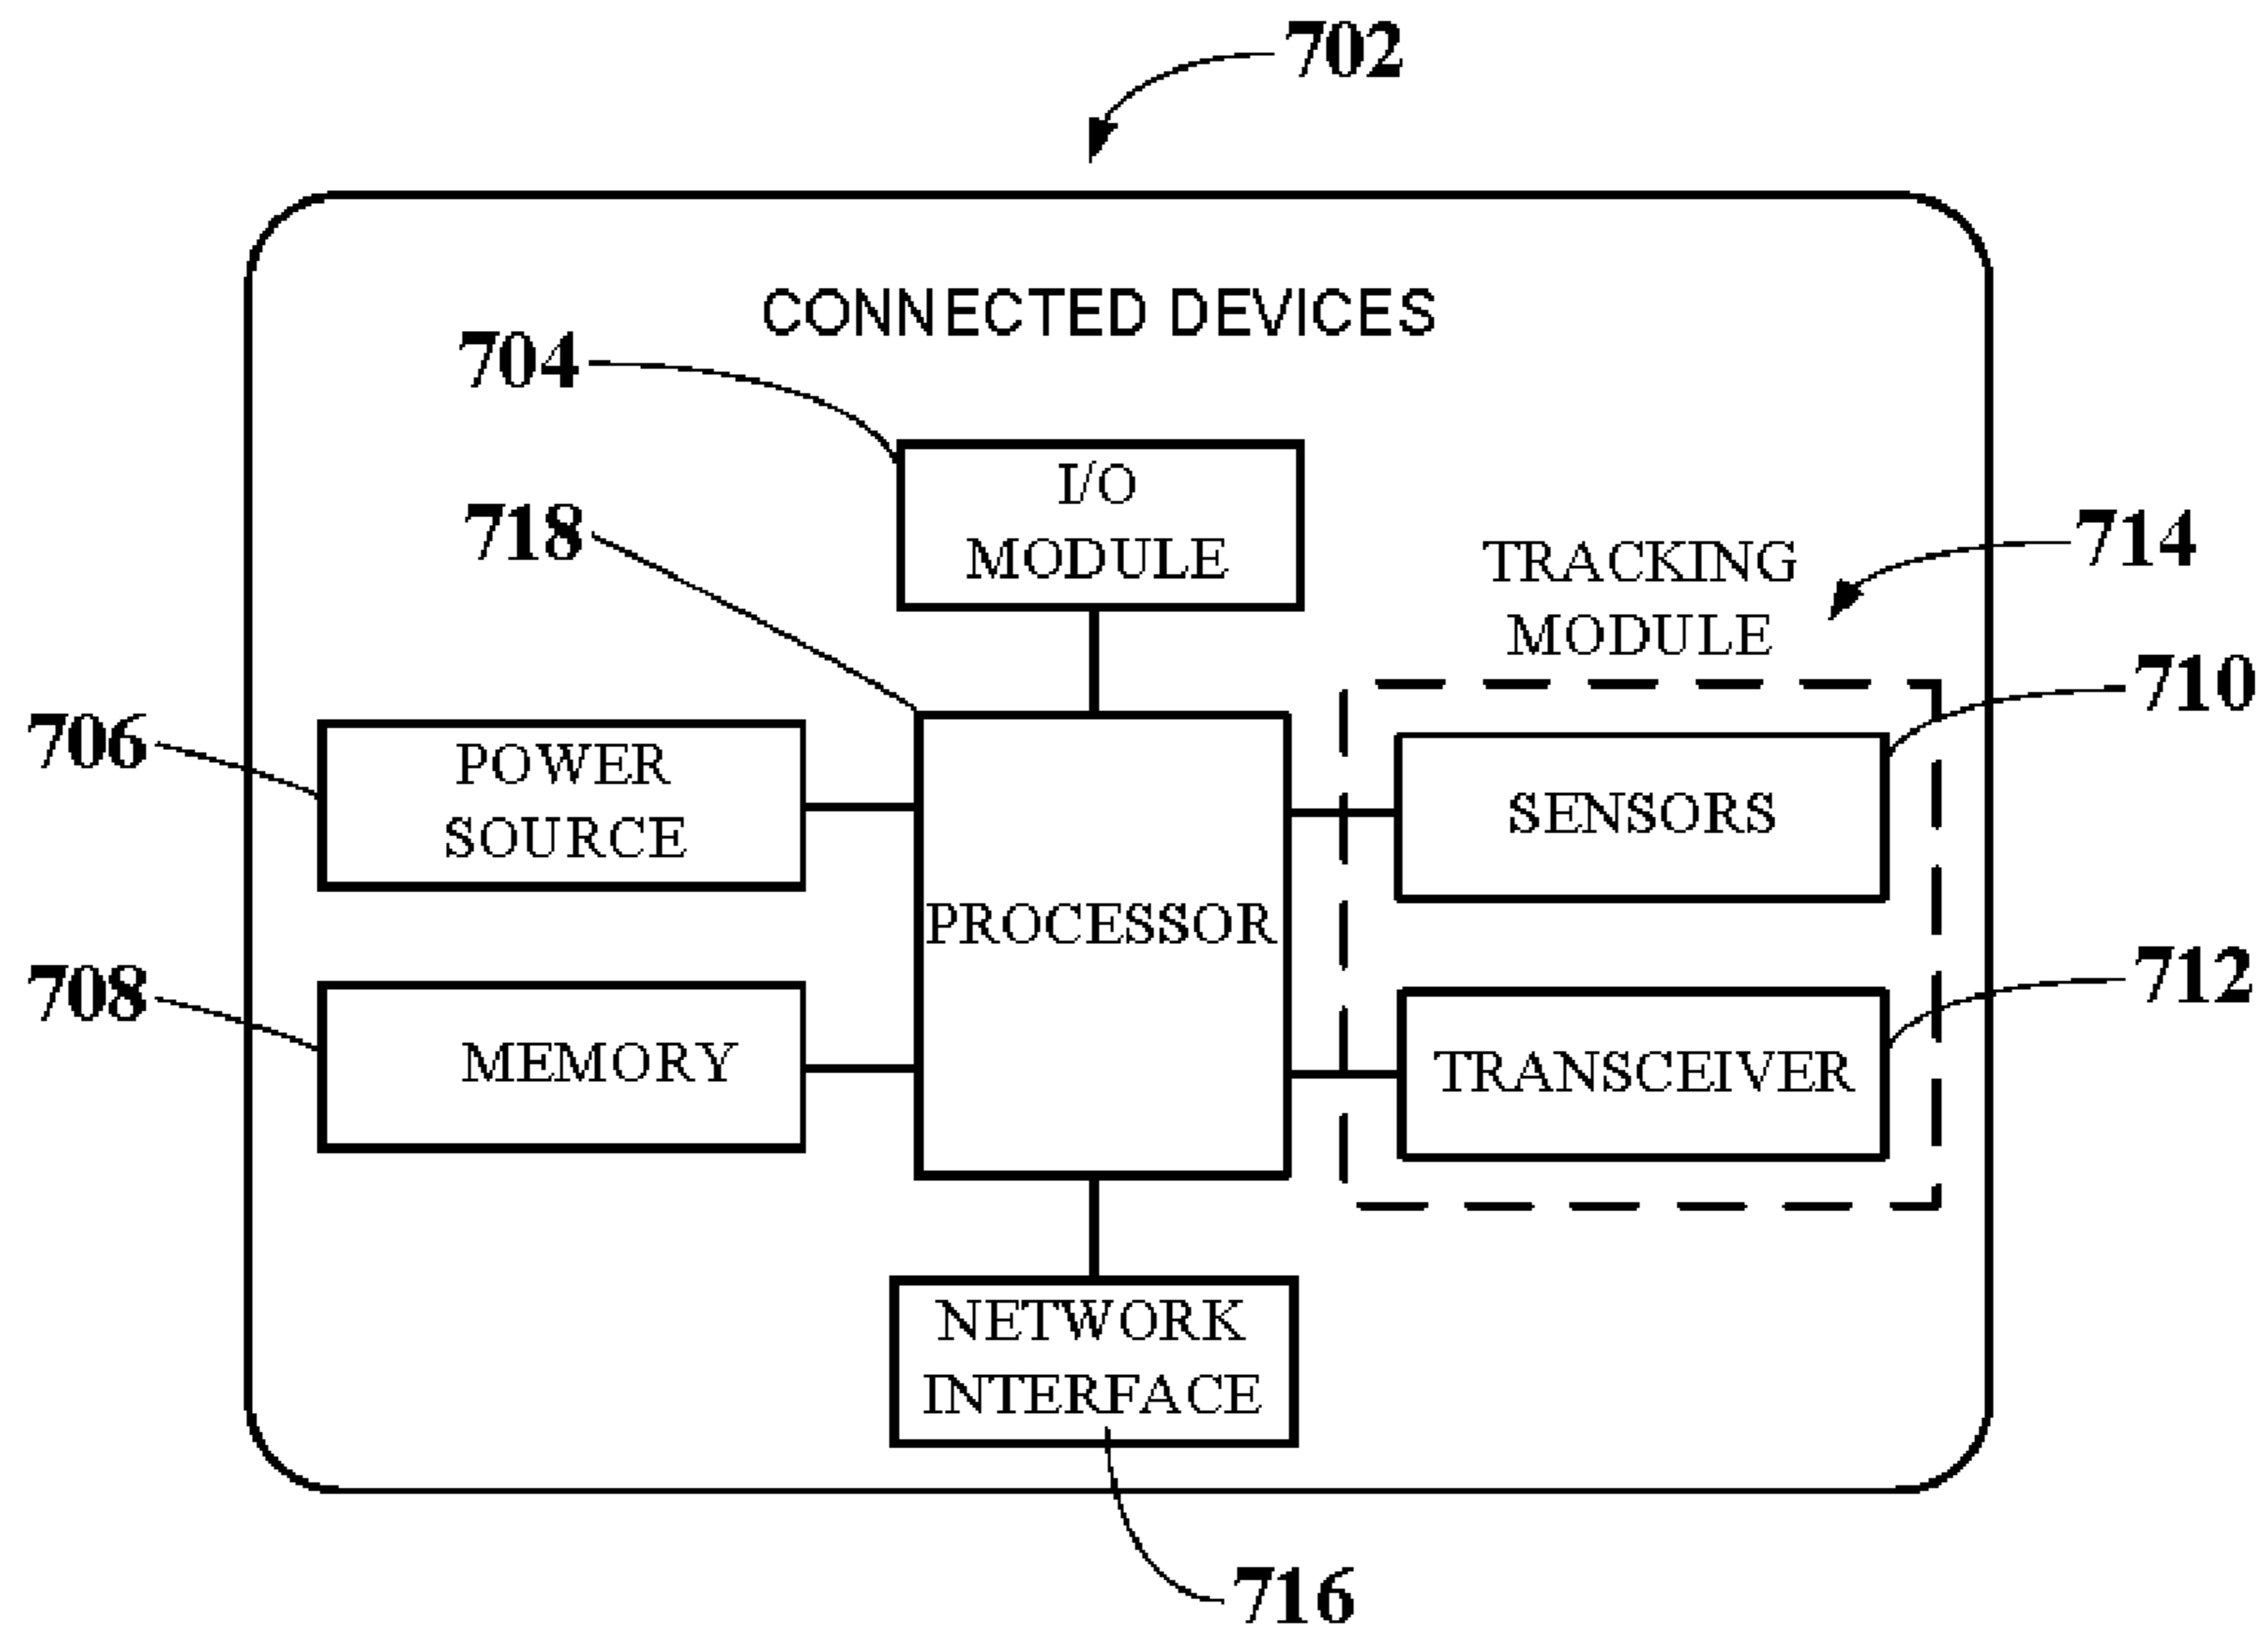 702
CONNECTED DEVICES
704
I/O
MODULE
718
TRACKING
MODULE
714
710
706
POWER
SOURCE
SENSORS
PROCESSOR
708
MEMORY
712
TRANSCEIVER
NETWORK
INTERFACE
716